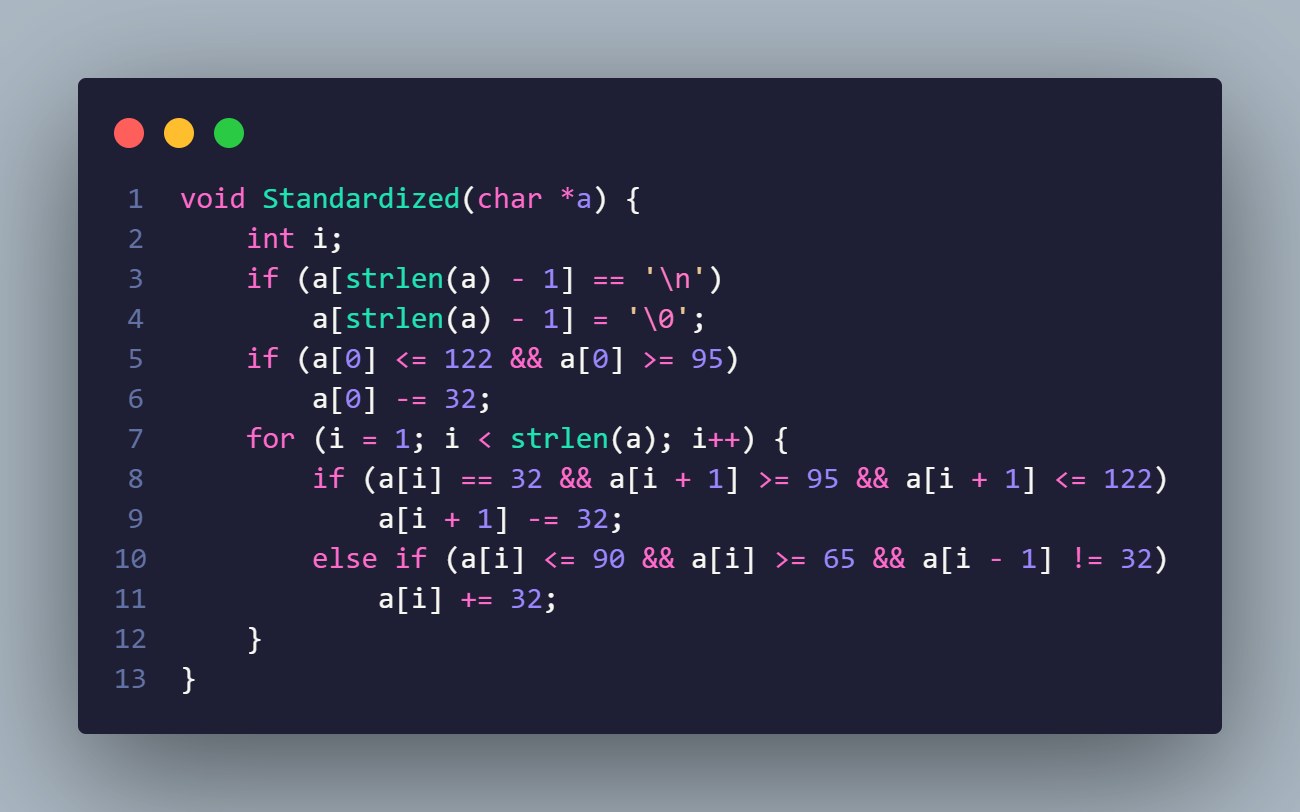 1 void Standardized(char *a) {
2     int i;
3     if (a[strlen(a) - 1] == '\n')
4         a[strlen(a) - 1] = '\0';
5     if (a[0] <= 122 && a[0] >= 95)
6         a[0] -= 32;
7     for (i = 1; i < strlen(a); i++) {
8         if (a[i] == 32 && a[i + 1] >= 95 && a[i + 1] <= 122)
9             a[i + 1] -= 32;
10         else if (a[i] <= 90 && a[i] >= 65 && a[i - 1] != 32)
11             a[i] += 32;
12     }
13 }